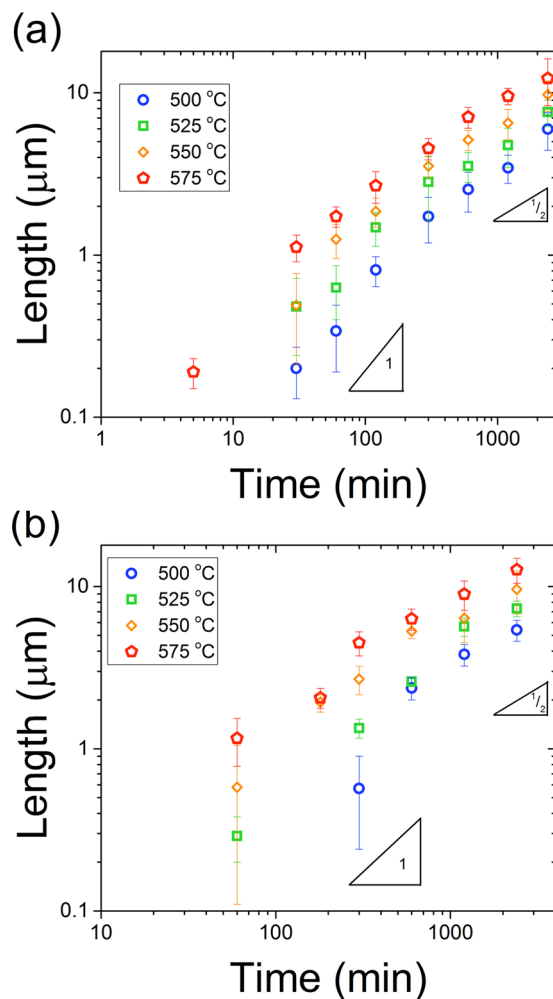 (a)
10
1
0.1
Length (μm)
500 °C
525 °C
550 °C
575 °C
1
1/2
1
10
100
1000
Time (min)
(b)
10
1
0.1
Length (μm)
500 °C
525 °C
550 °C
575 °C
1
1/2
10
100
1000
Time (min)